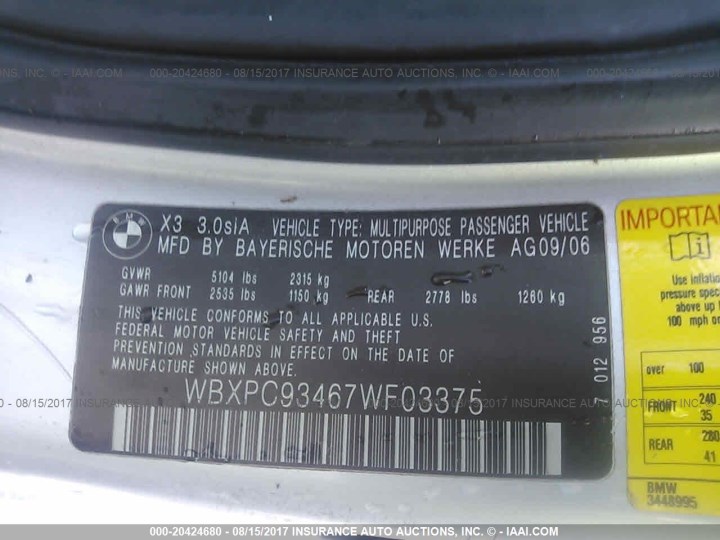 000-20424680 - 08/15/2017 INSURANCE AUTO AUCTIONS, INC. - © IAAI.COM
BMW
X3 3.0siA VEHICLE TYPE: MULTIPURPOSE PASSENGER VEHICLE
MFD BY BAYERISCHE MOTOREN WERKE AG09/06
GVWR 5104 lbs 2315 kg
GAWR FRONT 2535 lbs 1150 kg REAR 2778 lbs 1260 kg
THIS VEHICLE CONFORMS TO ALL APPLICABLE U.S.
FEDERAL MOTOR VEHICLE SAFETY AND THEFT
PREVENTION STANDARDS IN EFFECT ON THE DATE OF
MANUFACTURE SHOWN ABOVE.
WBXPC93467WF03375
7 012 956
IMPORTA
Use inflation
pressure spec
above up
100 mph or
over 100
FRONT 240
35
REAR 280
41
BMW
3448995
000-20424680 - 08/15/2017 INSURANCE AUTO AUCTIONS, INC. - © IAAI.COM